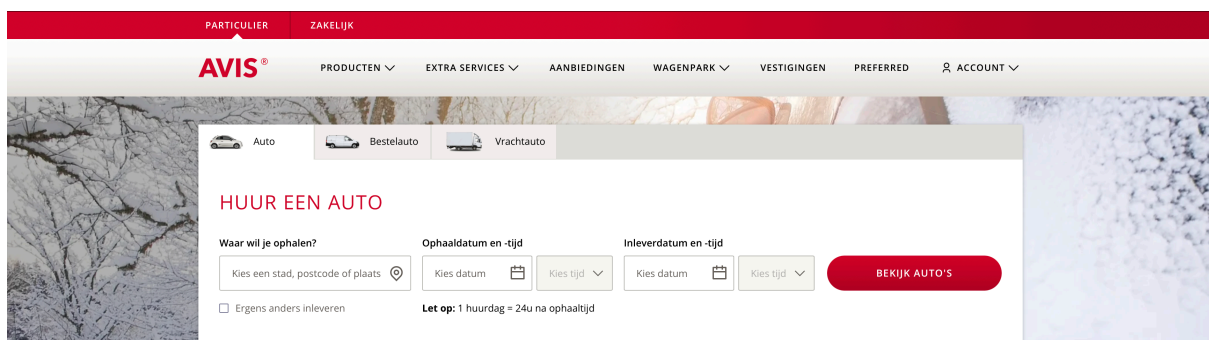 PARTICULIER ZAKELIJK
AVIS® PRODUCTEN EXTRA SERVICES AANBIEDINGEN WAGENPARK VESTIGINGEN PREFERRED ACCOUNT
Auto Bestelauto Vrachtauto
HUUR EEN AUTO
Waar wil je ophalen? Ophaaldatum en -tijd Inleverdatum en -tijd
Kies een stad, postcode of plaats Kies datum Kies tijd Kies datum Kies tijd BEKIJK AUTO'S
Ergens anders inleveren Let op: 1 huurdag = 24u na ophaaltijd